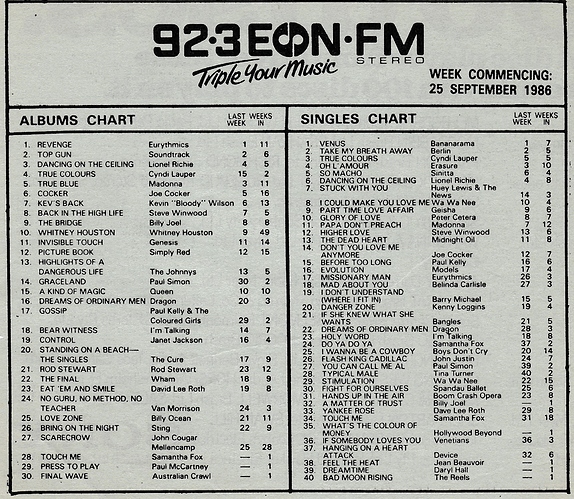 92·3 EON·FM
STEREO
Triple Your Music
WEEK COMMENCING:
25 SEPTEMBER 1986
ALBUMS CHART LAST WEEK WEEKS IN
1. REVENGE Eurythmics 1 11
2. TOP GUN Soundtrack 2 6
3. DANCING ON THE CEILING Lionel Richie 4 5
4. TRUE COLOURS Cyndi Lauper 15 2
5. TRUE BLUE Madonna 3 11
6. COCKER Joe Cocker 5 16
7. KEV'S BACK Kevin "Bloody" Wilson 6 13
8. BACK IN THE HIGH LIFE Steve Winwood 7 5
9. THE BRIDGE Billy Joel 8 8
10. WHITNEY HOUSTON Whitney Houston 9 49
11. INVISIBLE TOUCH Genesis 11 14
12. PICTURE BOOK Simply Red 12 15
13. HIGHLIGHTS OF A
DANGEROUS LIFE The Johnnys 13 5
14. GRACELAND Paul Simon 30 2
15. A KIND OF MAGIC Queen 10 10
16. DREAMS OF ORDINARY MEN Dragon 20 3
17. GOSSIP Paul Kelly & The
Coloured Girls 29 2
18. BEAR WITNESS I'm Talking 14 7
19. CONTROL Janet Jackson 16 4
20. STANDING ON A BEACH—
THE SINGLES The Cure 17 9
21. ROD STEWART Rod Stewart 23 12
22. THE FINAL Wham 18 9
23. EAT 'EM AND SMILE David Lee Roth 19 8
24. NO GURU, NO METHOD, NO
TEACHER Van Morrison 24 3
25. LOVE ZONE Billy Ocean 21 11
26. BRING ON THE NIGHT Sting 22 9
27. SCARECROW John Cougar
Mellencamp 25 28
28. TOUCH ME Samantha Fox — 1
29. PRESS TO PLAY Paul McCartney — 1
30. FINAL WAVE Australian Crawl — 1
SINGLES CHART LAST WEEK WEEKS IN
1. VENUS Bananarama 1 7
2. TAKE MY BREATH AWAY Berlin 2 5
3. TRUE COLOURS Cyndi Lauper 5 5
4. OH L'AMOUR Erasure 3 10
5. SO MACHO Sinitta 6 4
6. DANCING ON THE CEILING Lionel Richie 4 8
7. STUCK WITH YOU Huey Lewis & The
News 14 3
8. I COULD MAKE YOU LOVE ME Wa Wa Nee 10 4
9. PART TIME LOVE AFFAIR Geisha 9 6
10. GLORY OF LOVE Peter Cetera 8 7
11. PAPA DON'T PREACH Madonna 7 12
12. HIGHER LOVE Steve Winwood 13 6
13. THE DEAD HEART Midnight Oil 11 8
14. DON'T YOU LOVE ME
ANYMORE Joe Cocker 12 7
15. BEFORE TOO LONG Paul Kelly 16 6
16. EVOLUTION Models 17 4
17. MISSIONARY MAN Eurythmics 26 3
18. MAD ABOUT YOU Belinda Carlisle 27 3
19. I DON'T UNDERSTAND
(WHERE I FIT IN) Barry Michael 15 5
20. DANGER ZONE Kenny Loggins 19 4
21. IF SHE KNEW WHAT SHE
WANTS Bangles 21 5
22. DREAMS OF ORDINARY MEN Dragon 28 3
23. HOLY WORD I'm Talking 18 8
24. DO YA DO YA Samantha Fox 37 2
25. I WANNA BE A COWBOY Boys Don't Cry 20 14
26. FLASH KING CADILLAC John Justin 24 7
27. YOU CAN CALL ME AL Paul Simon 39 2
28. TYPICAL MALE Tina Turner 40 2
29. STIMULATION Wa Wa Nee 22 15
30. FIGHT FOR OURSELVES Spandau Ballet 25 6
31. HANDS UP IN THE AIR Boom Crash Opera 23 8
32. A MATTER OF TRUST Billy Joel — 1
33. YANKEE ROSE Dave Lee Roth 29 8
34. TOUCH ME Samantha Fox 31 18
35. WHAT'S THE COLOUR OF
MONEY Hollywood Beyond — 1
36. IF SOMEBODY LOVES YOU Venetians 36 3
37. HANGING ON A HEART
ATTACK Device 32 6
38. FEEL THE HEAT Jean Beauvoir — 1
39. DREAMTIME Daryl Hall — 1
40. BAD MOON RISING The Reels — 1